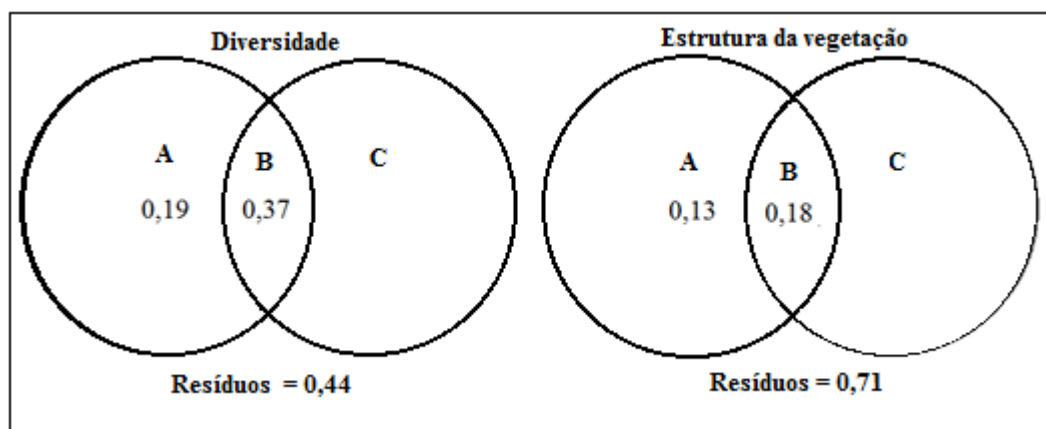 Diversidade
A
B
C
0,19
0,37
Resíduos = 0,44
Estrutura da vegetação
A
B
C
0,13
0,18
Resíduos = 0,71